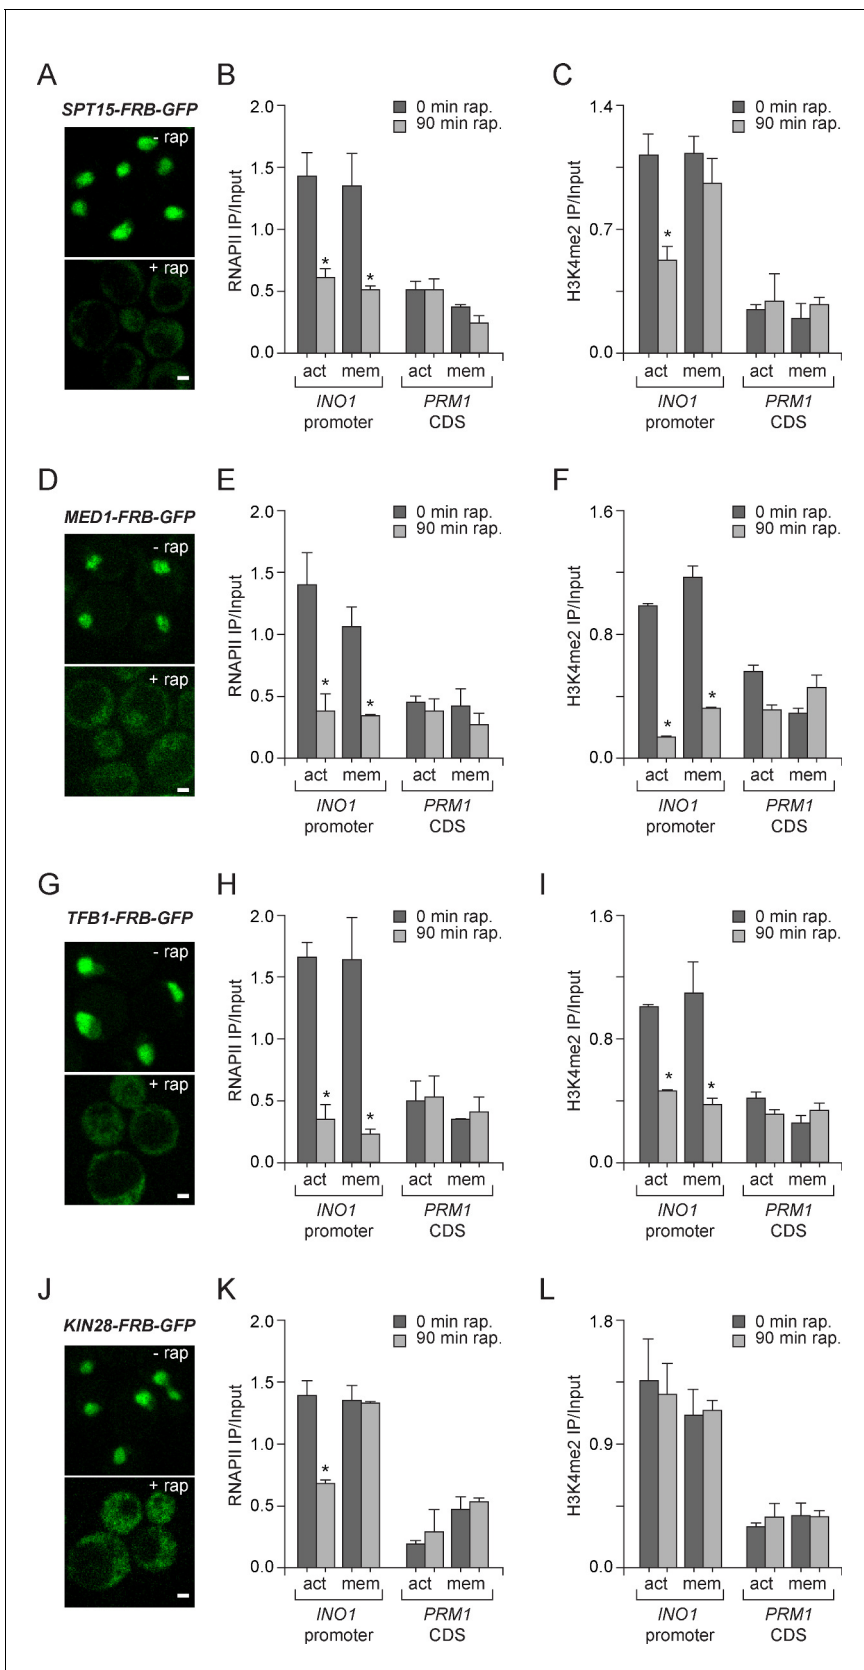 A
SPT15-FRB-GFP
- rap
+ rap
B
2.0
1.5
1.0
0.5
0.0
RNAPII IP/Input
0 min rap.
90 min rap.
*
*
act mem act mem
INO1 PRM1
promoter CDS
C
1.4
0.7
0.0
H3K4me2 IP/Input
0 min rap.
90 min rap.
*
act mem act mem
INO1 PRM1
promoter CDS
D
MED1-FRB-GFP
- rap
+ rap
E
2.0
1.5
1.0
0.5
0.0
RNAPII IP/Input
0 min rap.
90 min rap.
*
*
act mem act mem
INO1 PRM1
promoter CDS
F
1.6
0.8
0.0
H3K4me2 IP/Input
0 min rap.
90 min rap.
*
*
act mem act mem
INO1 PRM1
promoter CDS
G
TFB1-FRB-GFP
- rap
+ rap
H
2.0
1.5
1.0
0.5
0.0
RNAPII IP/Input
0 min rap.
90 min rap.
*
*
act mem act mem
INO1 PRM1
promoter CDS
I
1.6
0.8
0.0
H3K4me2 IP/Input
0 min rap.
90 min rap.
*
*
act mem act mem
INO1 PRM1
promoter CDS
J
KIN28-FRB-GFP
- rap
+ rap
K
2.0
1.5
1.0
0.5
0.0
RNAPII IP/Input
0 min rap.
90 min rap.
*
act mem act mem
INO1 PRM1
promoter CDS
L
1.8
0.9
0.0
H3K4me2 IP/Input
0 min rap.
90 min rap.
act mem act mem
INO1 PRM1
promoter CDS